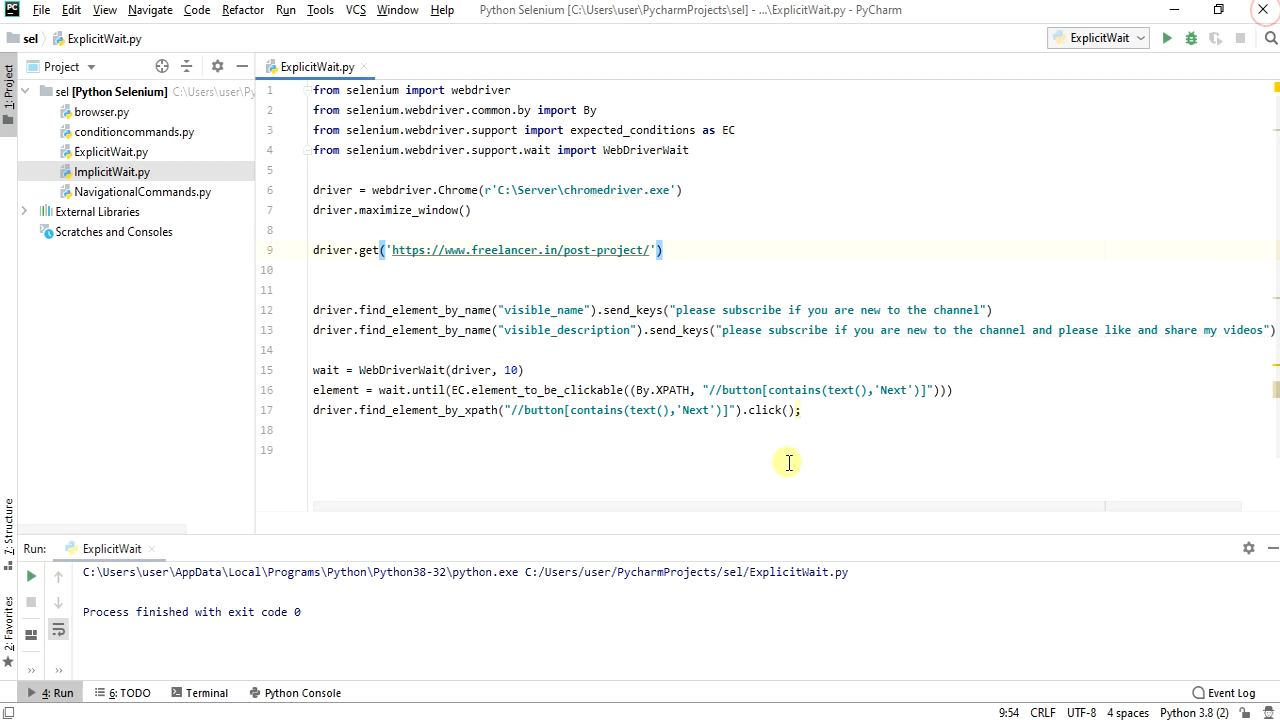 PC File Edit View Navigate Code Refactor Run Tools VCS Window Help Python Selenium [C:\Users\user\PycharmProjects\sel] - ...\ExplicitWait.py - PyCharm
sel ExplicitWait.py ExplicitWait
1: Project
Project
ExplicitWait.py
sel [Python Selenium] C:\Users\user\Py
browser.py
conditioncommands.py
ExplicitWait.py
ImplicitWait.py
NavigationalCommands.py
External Libraries
Scratches and Consoles
1 from selenium import webdriver
2 from selenium.webdriver.common.by import By
3 from selenium.webdriver.support import expected_conditions as EC
4 from selenium.webdriver.support.wait import WebDriverWait
5
6 driver = webdriver.Chrome(r'C:\Server\chromedriver.exe')
7 driver.maximize_window()
8
9 driver.get('https://www.freelancer.in/post-project/')
10
11
12 driver.find_element_by_name("visible_name").send_keys("please subscribe if you are new to the channel")
13 driver.find_element_by_name("visible_description").send_keys("please subscribe if you are new to the channel and please like and share my videos")
14
15 wait = WebDriverWait(driver, 10)
16 element = wait.until(EC.element_to_be_clickable((By.XPATH, "//button[contains(text(),'Next')]")))
17 driver.find_element_by_xpath("//button[contains(text(),'Next')]").click();
18
19
7: Structure
2: Favorites
Run: ExplicitWait
C:\Users\user\AppData\Local\Programs\Python\Python38-32\python.exe C:/Users/user/PycharmProjects/sel/ExplicitWait.py
Process finished with exit code 0
4: Run 6: TODO Terminal Python Console Event Log
9:54 CRLF UTF-8 4 spaces Python 3.8 (2)